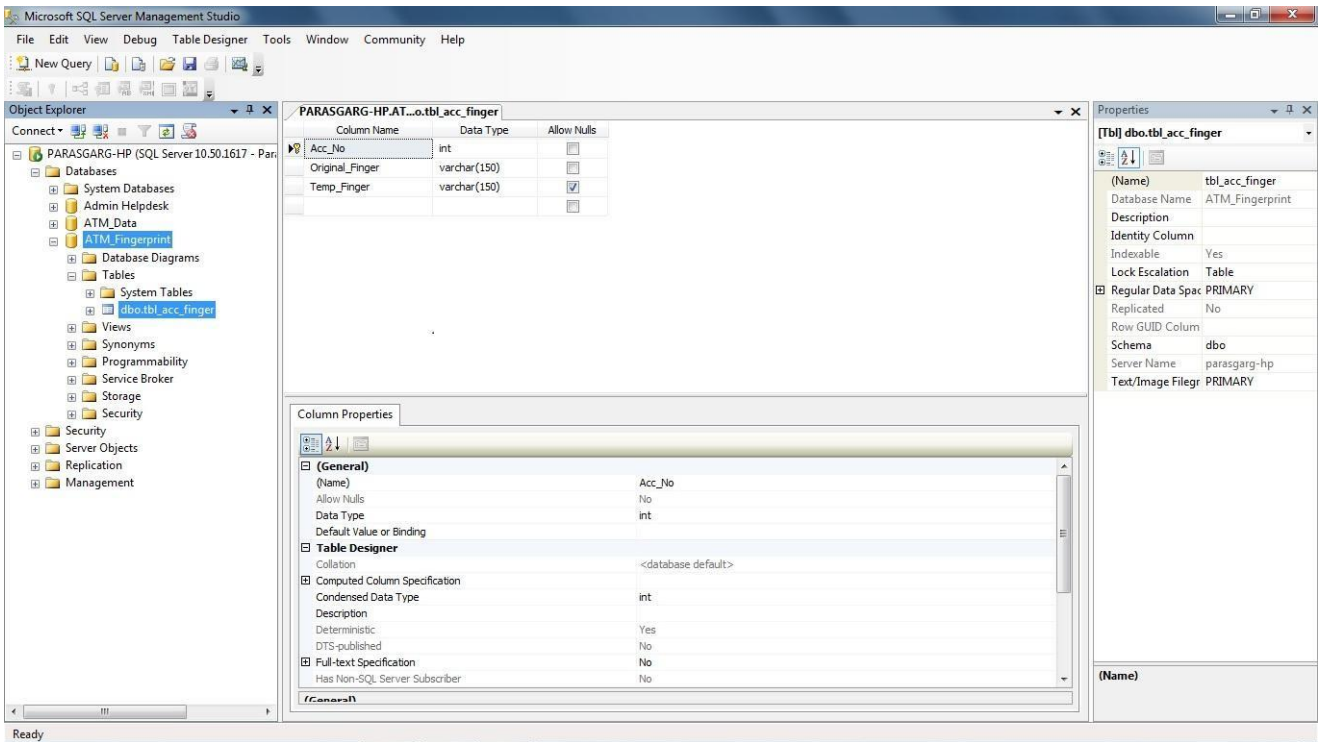 Microsoft SQL Server Management Studio
File Edit View Debug Table Designer Tools Window Community Help
New Query
Object Explorer
Connect
PARASGARG-HP (SQL Server 10.50.1617 - Par
Databases
System Databases
Admin Helpdesk
ATM_Data
ATM_Fingerprint
Database Diagrams
Tables
System Tables
dbo.tbl_acc_finger
Views
Synonyms
Programmability
Service Broker
Storage
Security
Security
Server Objects
Replication
Management
PARASGARG-HP.AT...o.tbl_acc_finger
Column Name Data Type Allow Nulls
Acc_No int
Original_Finger varchar(150)
Temp_Finger varchar(150)
Column Properties
(General)
(Name) Acc_No
Allow Nulls No
Data Type int
Default Value or Binding
Table Designer
Collation <database default>
Computed Column Specification
Condensed Data Type int
Description
Deterministic Yes
DTS-published No
Full-text Specification No
Has Non-SQL Server Subscriber No
(General)
Properties
[Tbl] dbo.tbl_acc_finger
(Name) tbl_acc_finger
Database Name ATM_Fingerprint
Description
Identity Column
Indexable Yes
Lock Escalation Table
Regular Data Spac PRIMARY
Replicated No
Row GUID Colum
Schema dbo
Server Name parasgarg-hp
Text/Image Filegr PRIMARY
(Name)
Ready